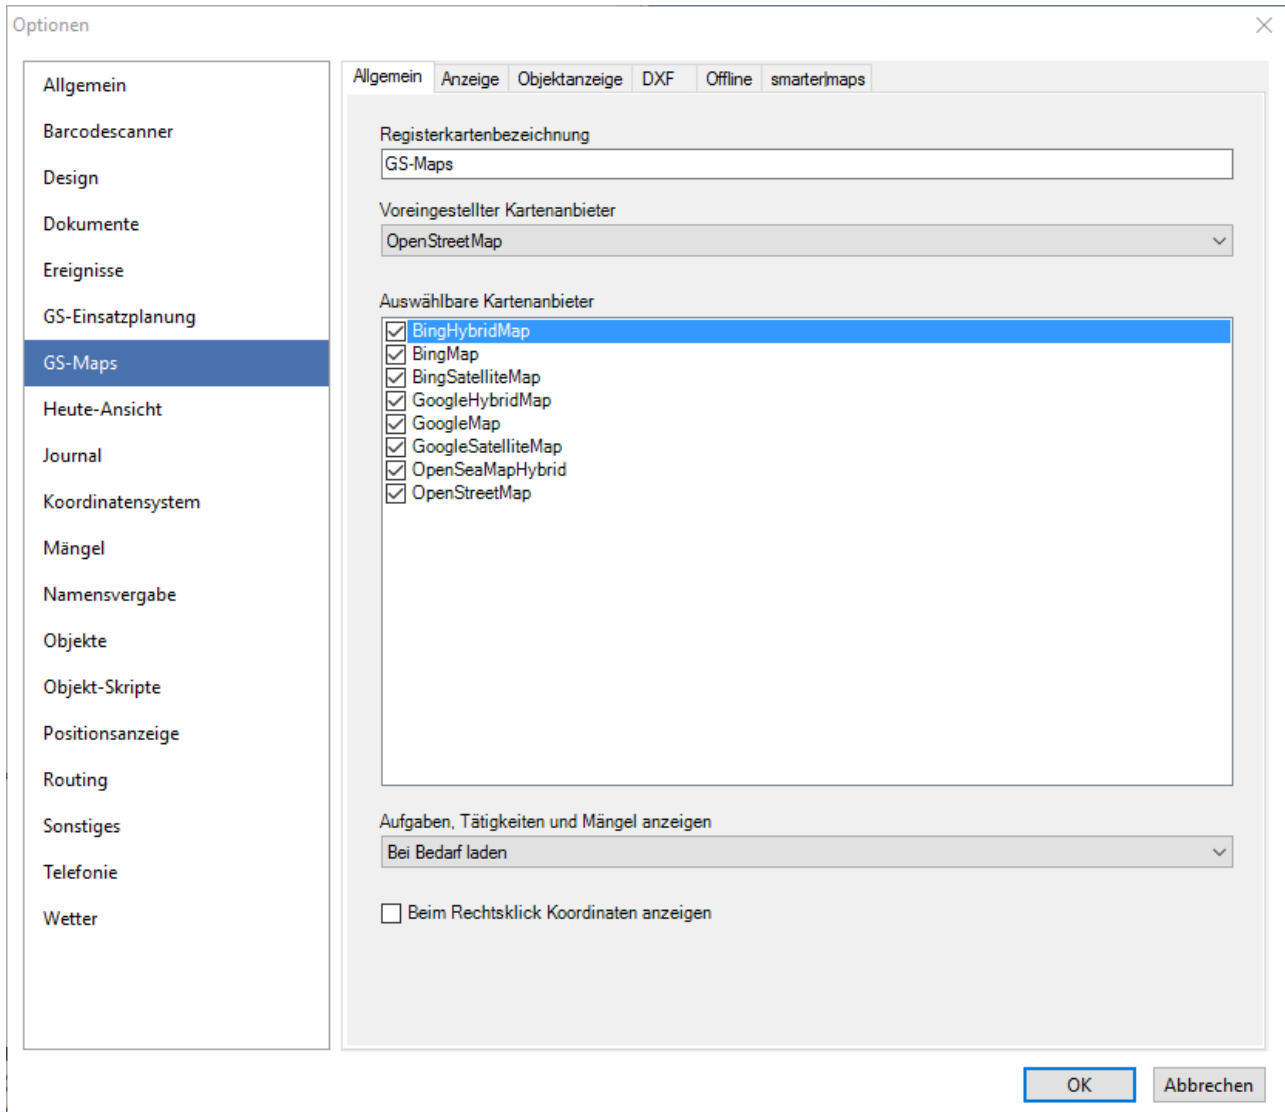 Optionen
Allgemein
Barcodescanner
Design
Dokumente
Ereignisse
GS-Einsatzplanung
GS-Maps
Heute-Ansicht
Journal
Koordinatensystem
Mängel
Namensvergabe
Objekte
Objekt-Skripte
Positionsanzeige
Routing
Sonstiges
Telefonie
Wetter
Allgemein Anzeige Objektanzeige DXF Offline smarter|maps
Registerkartenbezeichnung
GS-Maps
Voreingestellter Kartenanbieter
OpenStreetMap
Auswählbare Kartenanbieter
BingHybridMap
BingMap
BingSatelliteMap
GoogleHybridMap
GoogleMap
GoogleSatelliteMap
OpenSeaMapHybrid
OpenStreetMap
Aufgaben, Tätigkeiten und Mängel anzeigen
Bei Bedarf laden
Beim Rechtsklick Koordinaten anzeigen
OK Abbrechen